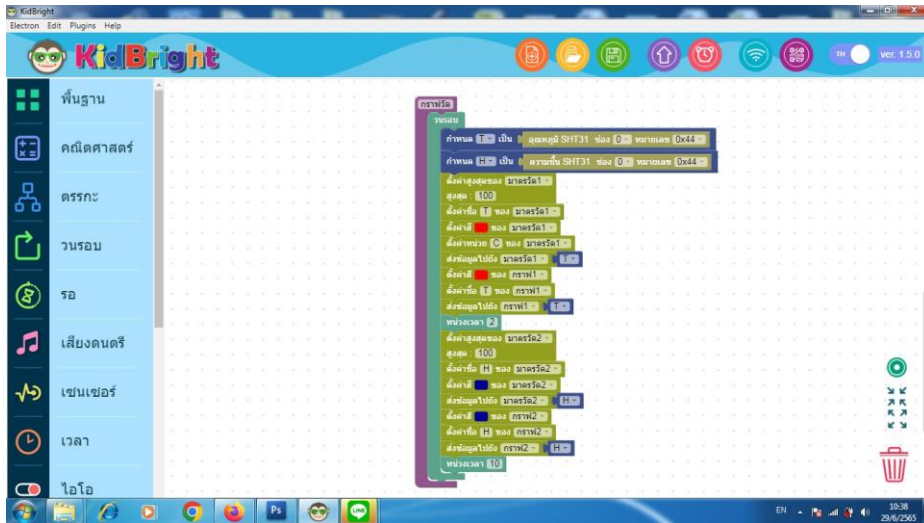 KidBright
Electron Edit Plugins Help
KidBright
TH
ver. 1.5.0
พื้นฐาน
คณิตศาสตร์
ตรรกะ
วนรอบ
รอ
เสียงดนตรี
เซนเซอร์
เวลา
ไอโอ
กราฟวัด
วนรอบ
กำหนด T เป็น อุณหภูมิ SHT31 ช่อง 0 หมายเลข 0x44
กำหนด H เป็น ความชื้น SHT31 ช่อง 0 หมายเลข 0x44
ตั้งค่าสูงสุดของ มาตรวัด1
สูงสุด : 100
ตั้งค่าชื่อ T ของ มาตรวัด1
ตั้งค่าสี ของ มาตรวัด1
ตั้งค่าหน่วย C ของ มาตรวัด1
ส่งข้อมูลไปยัง มาตรวัด1 T
ตั้งค่าสี ของ กราฟ1
ตั้งค่าชื่อ T ของ กราฟ1
ส่งข้อมูลไปยัง กราฟ1 T
หน่วงเวลา 2
ตั้งค่าสูงสุดของ มาตรวัด2
สูงสุด : 100
ตั้งค่าชื่อ H ของ มาตรวัด2
ตั้งค่าสี ของ มาตรวัด2
ส่งข้อมูลไปยัง มาตรวัด2 H
ตั้งค่าสี ของ กราฟ2
ตั้งค่าชื่อ H ของ กราฟ2
ส่งข้อมูลไปยัง กราฟ2 H
หน่วงเวลา 10
Ps
LINE
EN
10:38
29/6/2565